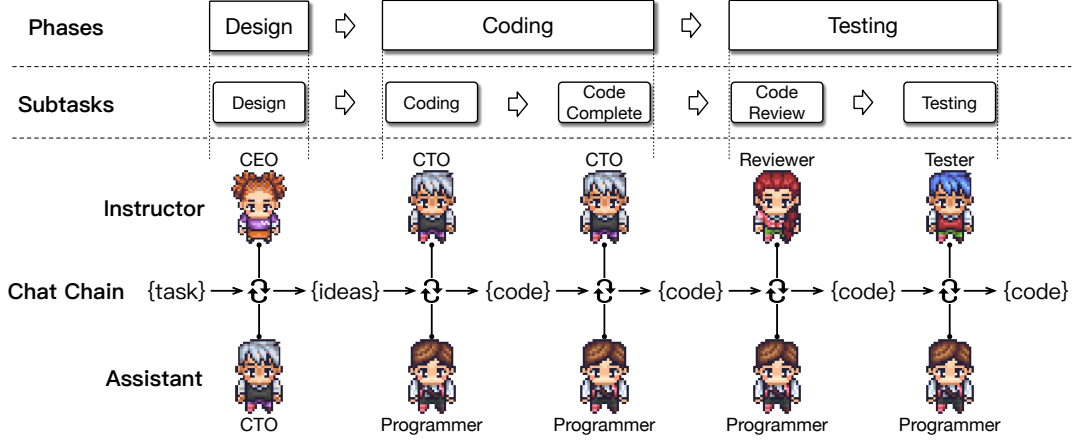 Phases
Design
Coding
Testing
Subtasks
Design
Coding
Code
Complete
Code
Review
Testing
CEO
CTO
CTO
Reviewer
Tester
Instructor
Chat Chain
{task}
{ideas}
{code}
{code}
{code}
{code}
Assistant
CTO
Programmer
Programmer
Programmer
Programmer